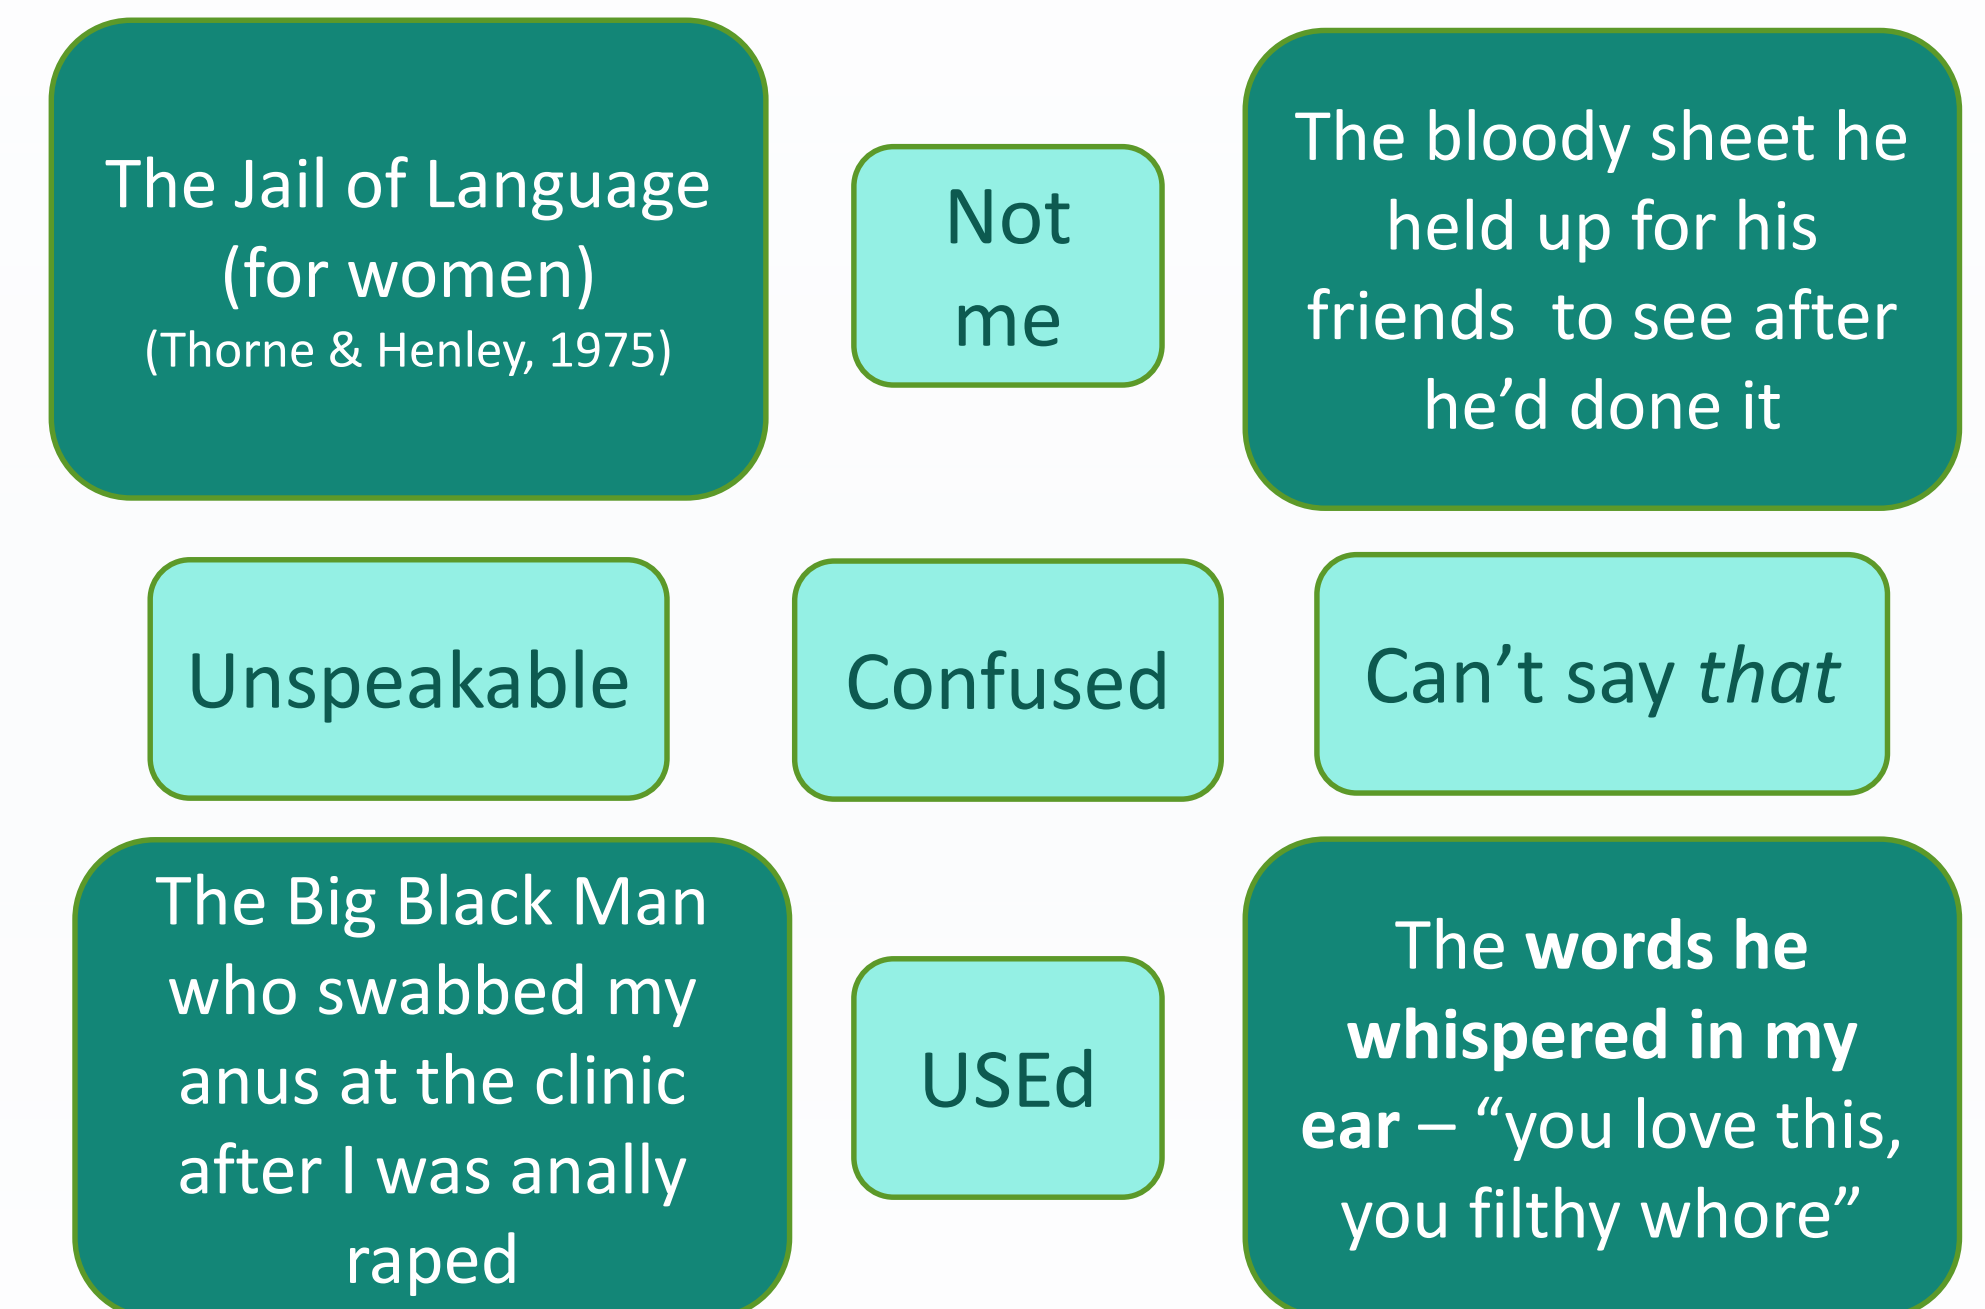 The Jail of Language
(for women)
(Thorne & Henley, 1975)
Not
me
The bloody sheet he
held up for his
friends  to see after
he’d done it
Unspeakable
Confused
Can’t say that
The Big Black Man
who swabbed my
anus at the clinic
after I was anally
raped
USEd
The words he
whispered in my
ear – “you love this,
you filthy whore”